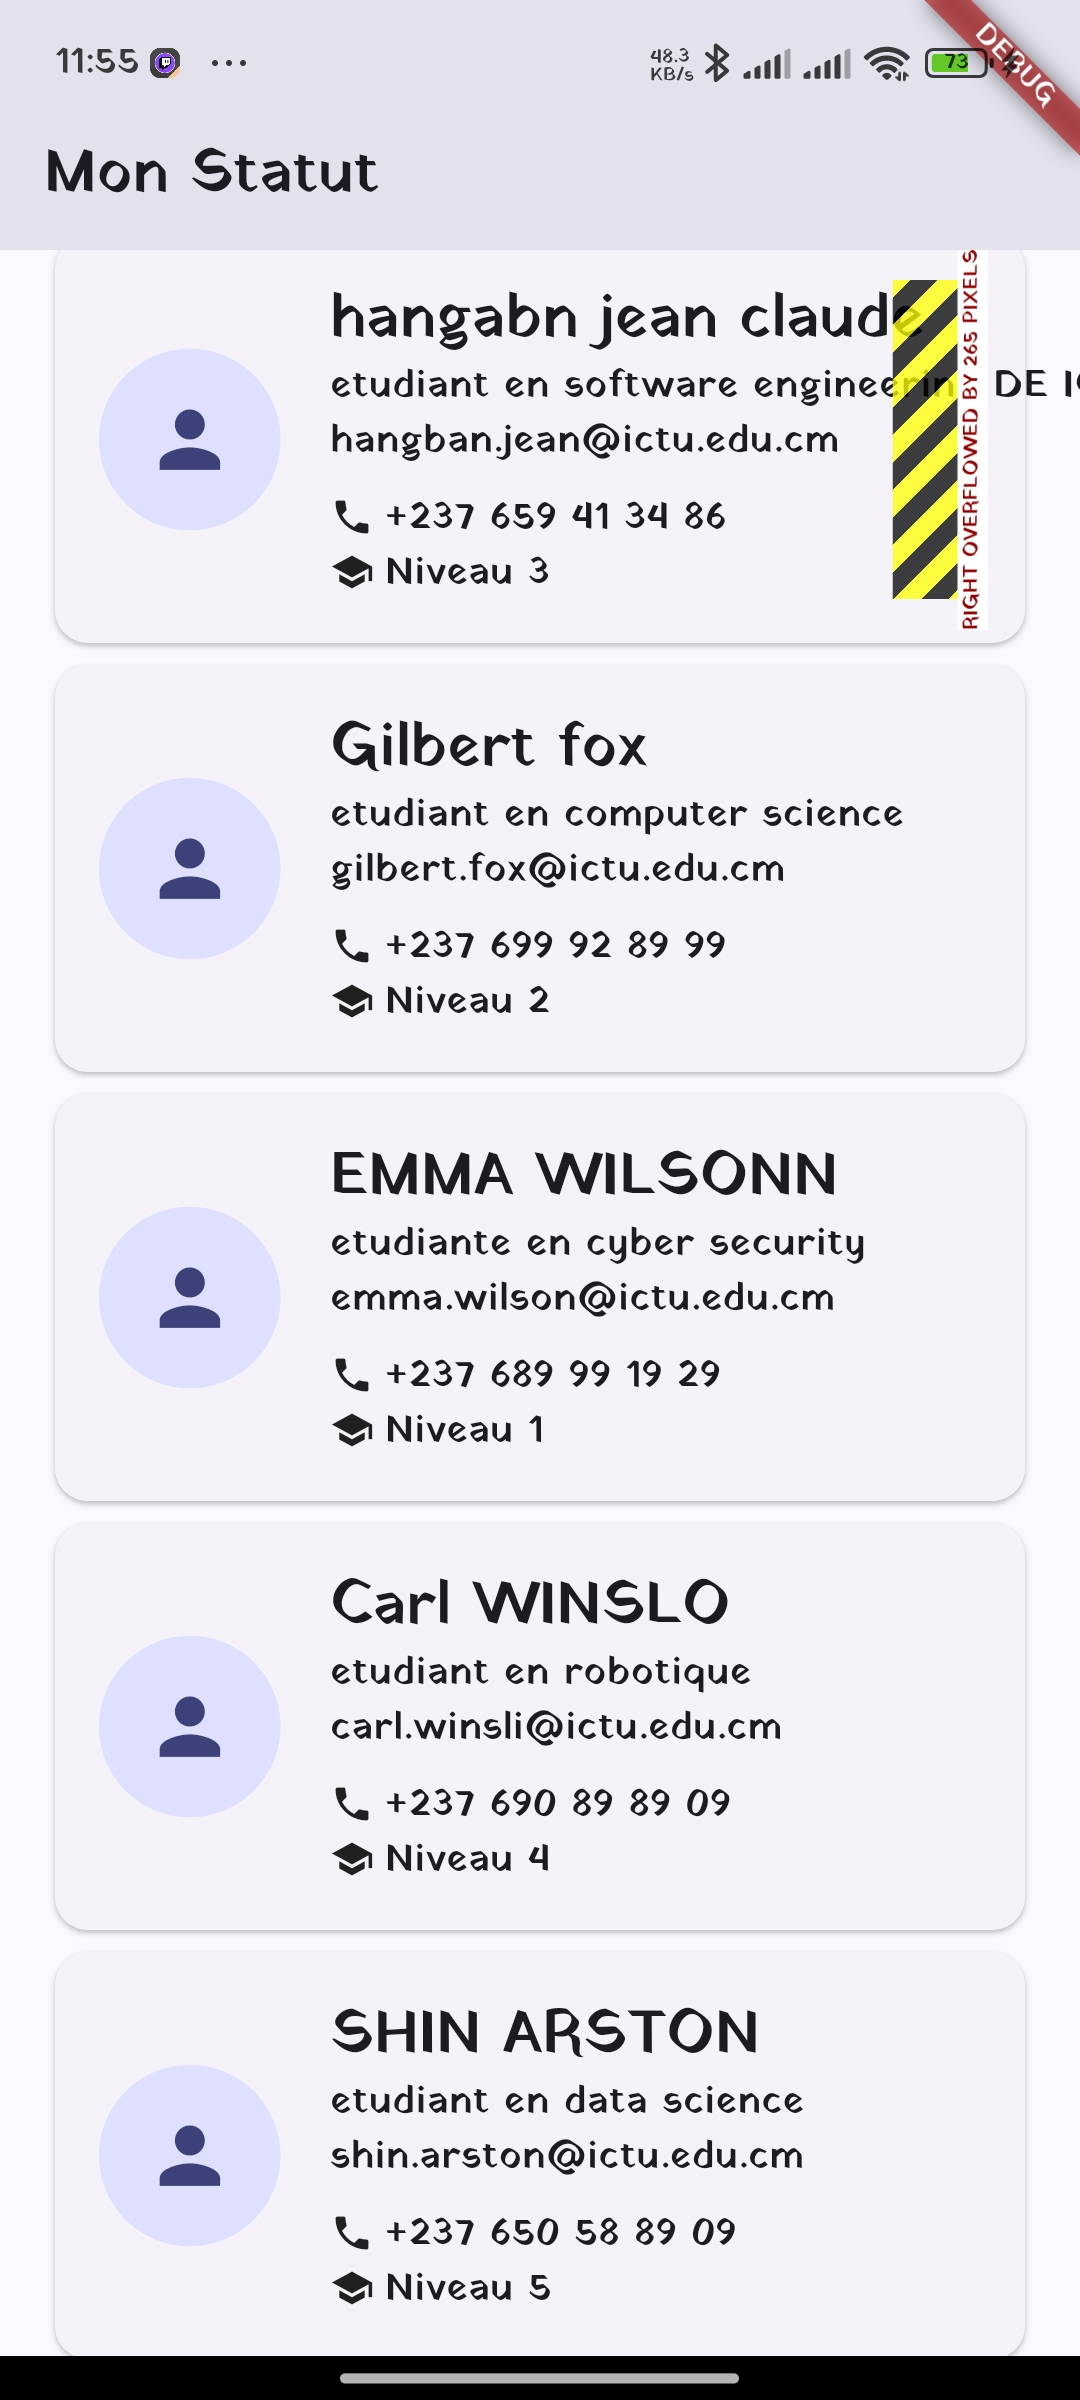 11:55
48.3
KB/s
73
DEBUG
Mon Statut
hangabn jean claude
etudiant en software engineering DE
hangban.jean@ictu.edu.cm
+237 659 41 34 86
Niveau 3
RIGHT OVERFLOWED BY 265 PIXELS
Gilbert fox
etudiant en computer science
gilbert.fox@ictu.edu.cm
+237 699 92 89 99
Niveau 2
EMMA WILSONN
etudiante en cyber security
emma.wilson@ictu.edu.cm
+237 689 99 19 29
Niveau 1
Carl WINSLO
etudiant en robotique
carl.winsli@ictu.edu.cm
+237 690 89 89 09
Niveau 4
SHIN ARSTON
etudiant en data science
shin.arston@ictu.edu.cm
+237 650 58 89 09
Niveau 5